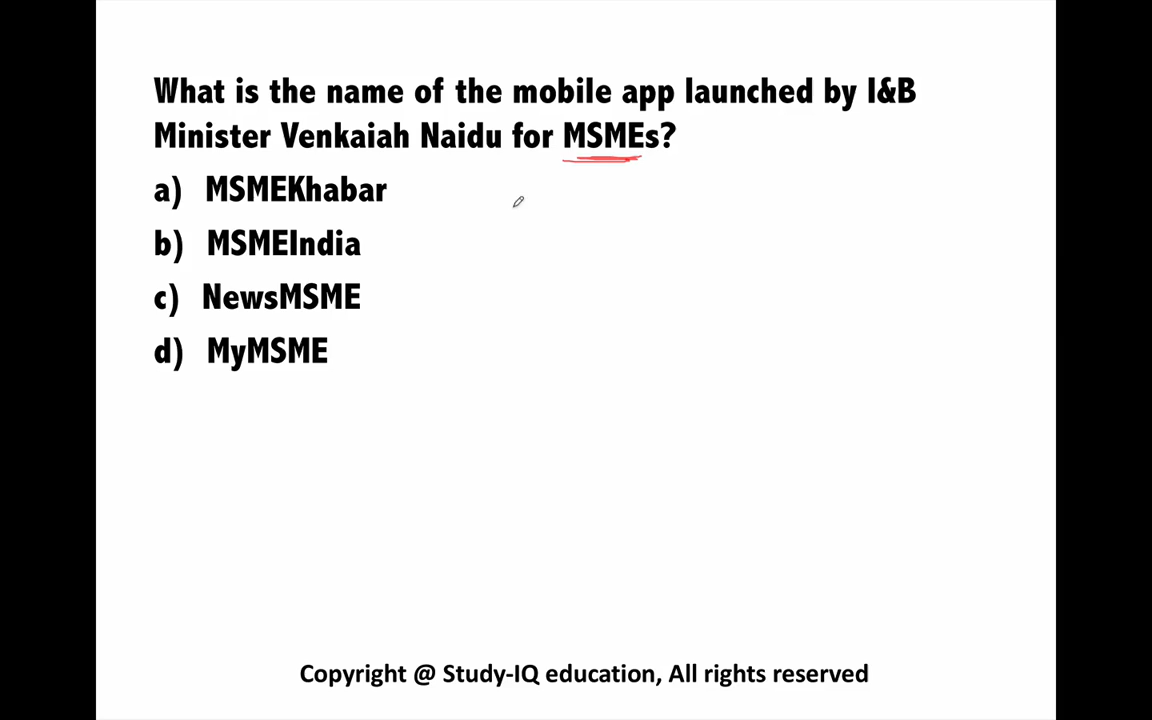 What is the name of the mobile app launched by I&B
Minister Venkaiah Naidu for MSMEs?
a) MSMEKhabar
b) MSMEIndia
c) NewsMSME
d) MyMSME
Copyright @ Study-IQ education, All rights reserved